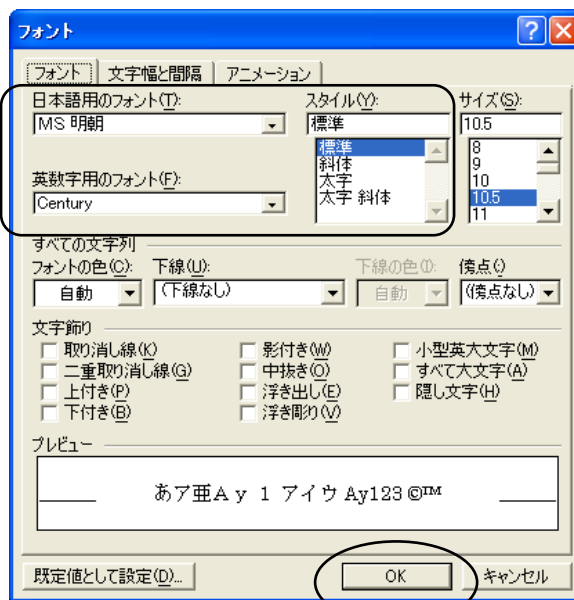 フォント
フォント 文字幅と間隔 アニメーション
日本語用のフォント(T): スタイル(Y): サイズ(S):
MS 明朝 標準 10.5
標準 8
斜体 9
太字 10
太字 斜体 10.5
11
英数字用のフォント(F):
Century
すべての文字列
フォントの色(C): 下線(U): 下線の色(I): 傍点(·)
自動 (下線なし) 自動 (傍点なし)
文字飾り
取り消し線(K) 影付き(W) 小型英大文字(M)
二重取り消し線(G) 中抜き(O) すべて大文字(A)
上付き(P) 浮き出し(E) 隠し文字(H)
下付き(B) 浮き彫り(V)
プレビュー
あア亜Ay 1 アイウ Ay123 ©™
既定値として設定(D)... OK キャンセル